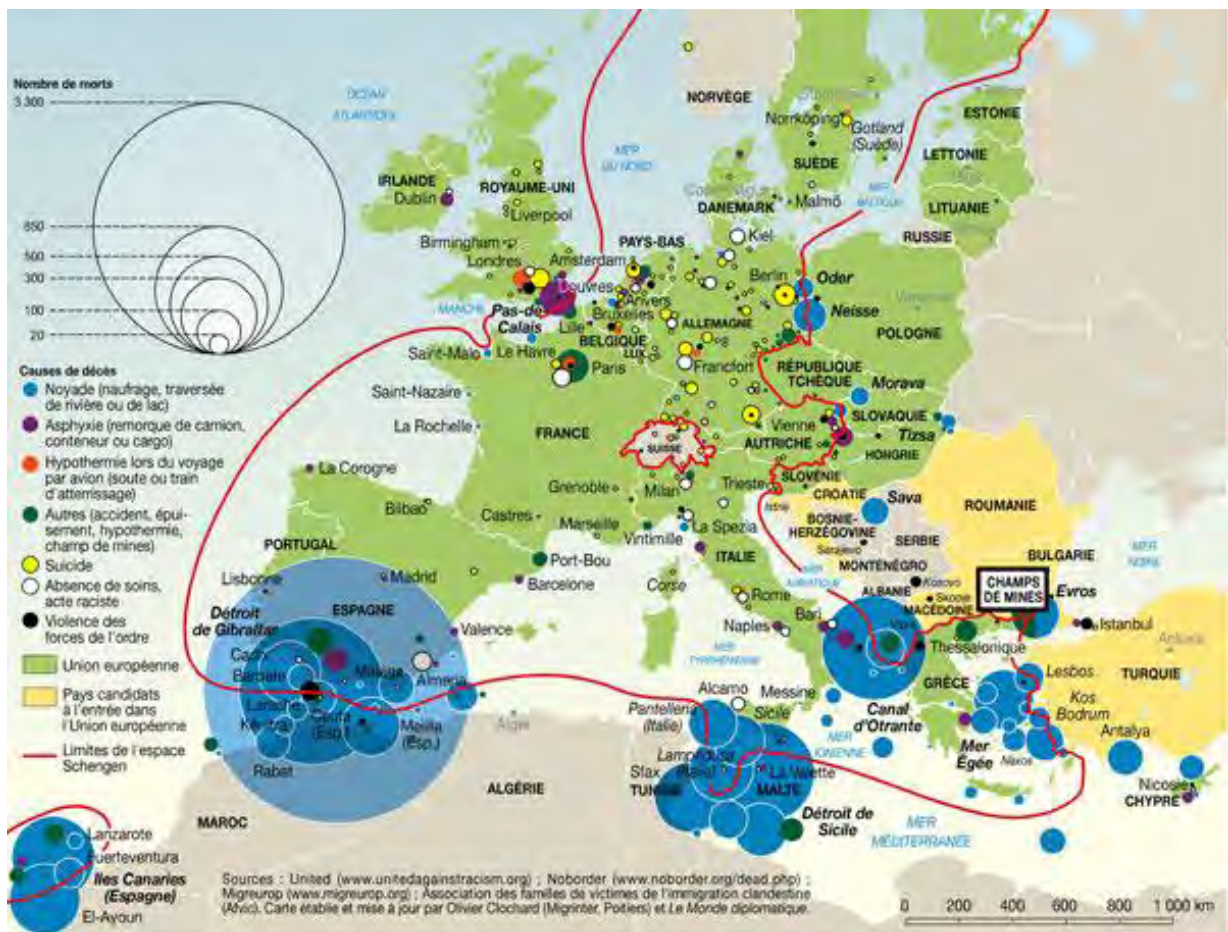 Nombre de morts
3 300
850
500
300
100
20
Causes de décès
Noyade (naufrage, traversée
de rivière ou de lac)
Asphyxie (remorque de camion,
conteneur ou cargo)
Hypothermie lors du voyage
par avion (soute ou train
d'atterrissage)
Autres (accident, épui-
sement, hypothermie,
champ de mines)
Suicide
Absence de soins,
acte raciste
Violence des
forces de l'ordre
Union européenne
Pays candidats
à l'entrée dans
l'Union européenne
Limites de l'espace
Schengen
OCÉAN
ATLANTIQUE
NORVÈGE
Norrköping
Gotland
(Suède)
SUÈDE
ESTONIE
LETTONIE
LITUANIE
RUSSIE
MER
DU NORD
MER
BALTIQUE
IRLANDE
Dublin
ROYAUME-UNI
Liverpool
Birmingham
Londres
Douvres
DANEMARK
Malmö
Kiel
PAYS-BAS
Amsterdam
Anvers
Bruxelles
BELGIQUE
LUX.
Lille
MANCHE
Pas-de-
Calais
Saint-Malo
Le Havre
Paris
Saint-Nazaire
La Rochelle
FRANCE
Berlin
Oder
Neisse
POLOGNE
ALLEMAGNE
Francfort
RÉPUBLIQUE
TCHÈQUE
Morava
SLOVAQUIE
Tizsa
Vienne
AUTRICHE
HONGRIE
SUISSE
SLOVÉNIE
Trieste
Istrie
CROATIE
Sava
BOSNIE-
HERZÉGOVINE
Sarajevo
SERBIE
MONTÉNÉGRO
Kosovo
Skopje
ALBANIE
MACÉDOINE
ROUMANIE
BULGARIE
MER
NOIRE
CHAMPS
DE MINES
Evros
Istanbul
Ankara
TURQUIE
La Corogne
Bilbao
Grenoble
Castres
Marseille
Vintimille
Milan
La Spezia
ITALIE
Port-Bou
Barcelone
Corse
Rome
Naples
Bari
MER
ADRIATIQUE
PORTUGAL
Lisbonne
Madrid
ESPAGNE
Valence
Détroit
de Gibraltar
Cadix
Barbate
Malaga
Almeria
Larache
Kénitra
Ceuta
(Esp.)
Melilla
(Esp.)
Rabat
Alger
MAROC
ALGÉRIE
MER
TYRRHÉNIENNE
Thessalonique
GRÈCE
Canal
d'Otrante
Lesbos
Kos
Bodrum
Antalya
Mer
Égée
Naxos
Nicosie
CHYPRE
Alcamo
Messine
Sicile
Pantelleria
(Italie)
Lampedusa
Sfax
TUNISIE
La Valette
MALTE
MER
IONIENNE
Détroit
de Sicile
MER
MÉDITERRANÉE
Lanzarote
Fuerteventura
Iles Canaries
(Espagne)
El-Ayoun
Sources : United (www.unitedagainstracism.org) ; Noborder (www.noborder.org/dead.php) ;
Migreurop (www.migreurop.org) ; Association des familles de victimes de l'immigration clandestine
(Afvic). Carte établie et mise à jour par Olivier Clochard (Migrinter, Poitiers) et Le Monde diplomatique.
0 200 400 600 800 1 000 km